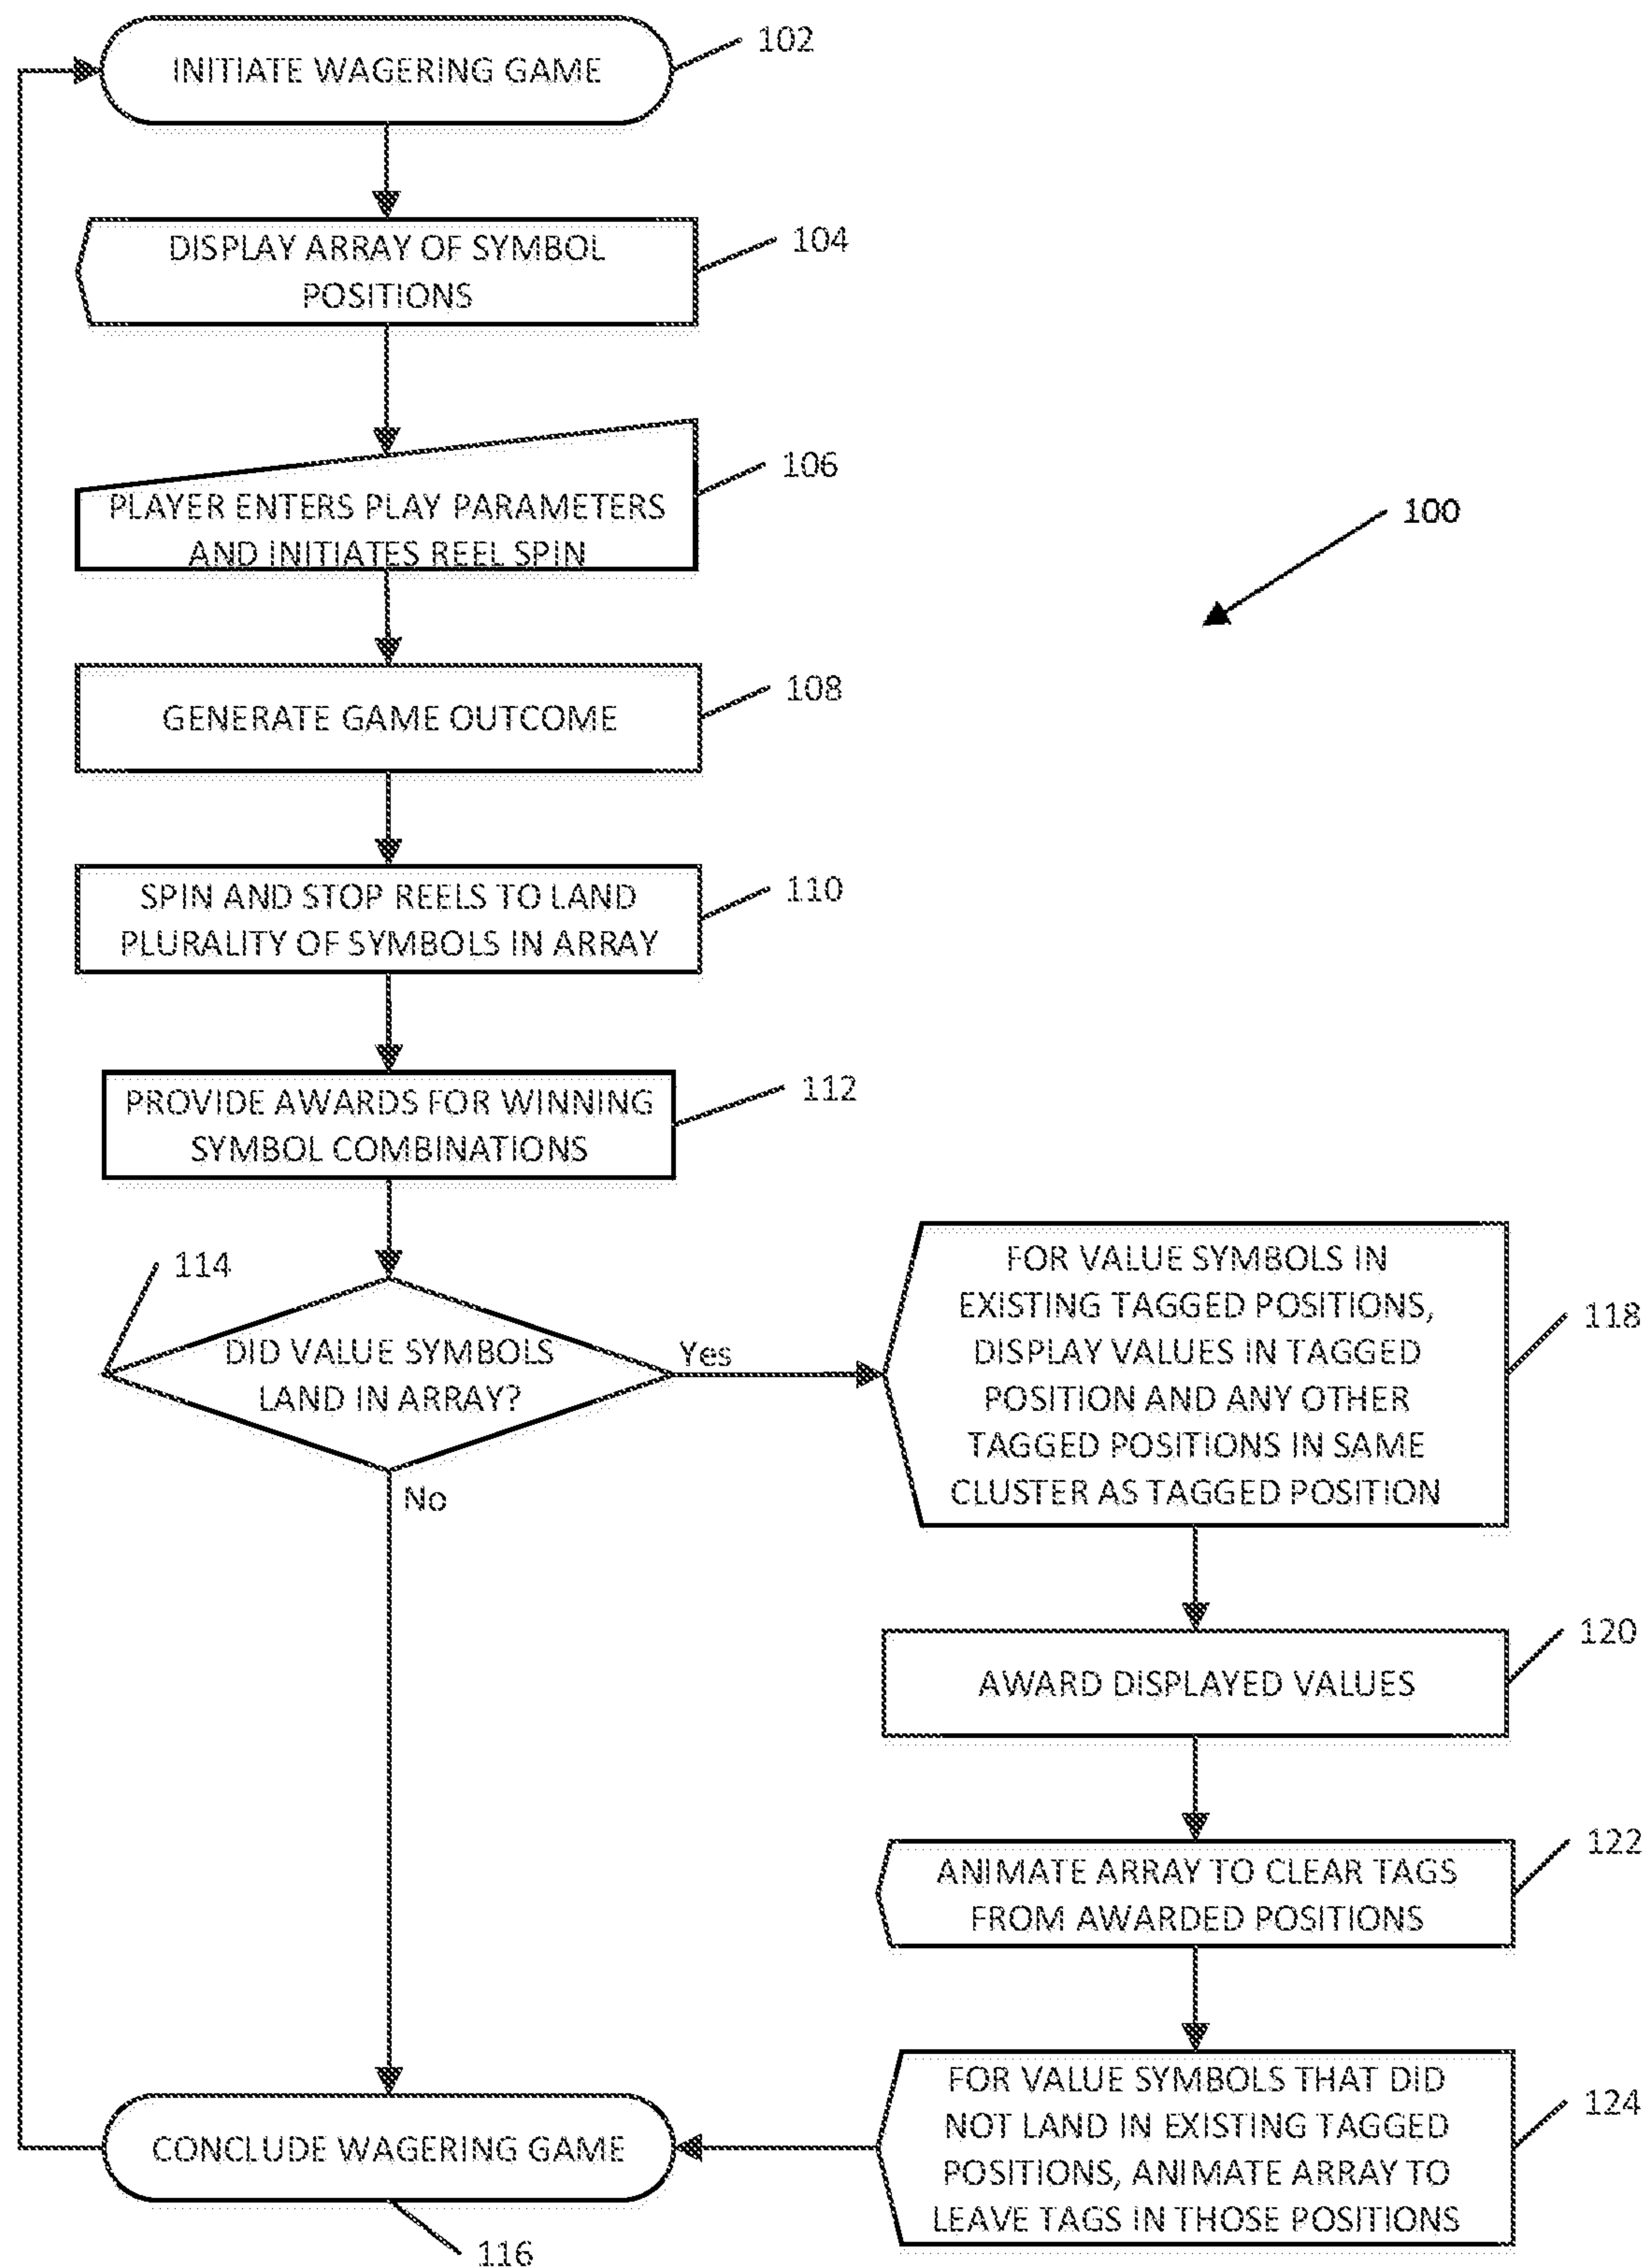 INITIATE WAGERING GAME
102
DISPLAY ARRAY OF SYMBOL
POSITIONS
104
PLAYER ENTERS PLAY PARAMETERS
AND INITIATES REEL SPIN
106
100
GENERATE GAME OUTCOME
108
SPIN AND STOP REELS TO LAND
PLURALITY OF SYMBOLS IN ARRAY
110
PROVIDE AWARDS FOR WINNING
SYMBOL COMBINATIONS
112
114
DID VALUE SYMBOLS
LAND IN ARRAY?
Yes
No
FOR VALUE SYMBOLS IN
EXISTING TAGGED POSITIONS,
DISPLAY VALUES IN TAGGED
POSITION AND ANY OTHER
TAGGED POSITIONS IN SAME
CLUSTER AS TAGGED POSITION
118
AWARD DISPLAYED VALUES
120
ANIMATE ARRAY TO CLEAR TAGS
FROM AWARDED POSITIONS
122
FOR VALUE SYMBOLS THAT DID
NOT LAND IN EXISTING TAGGED
POSITIONS, ANIMATE ARRAY TO
LEAVE TAGS IN THOSE POSITIONS
124
CONCLUDE WAGERING GAME
116